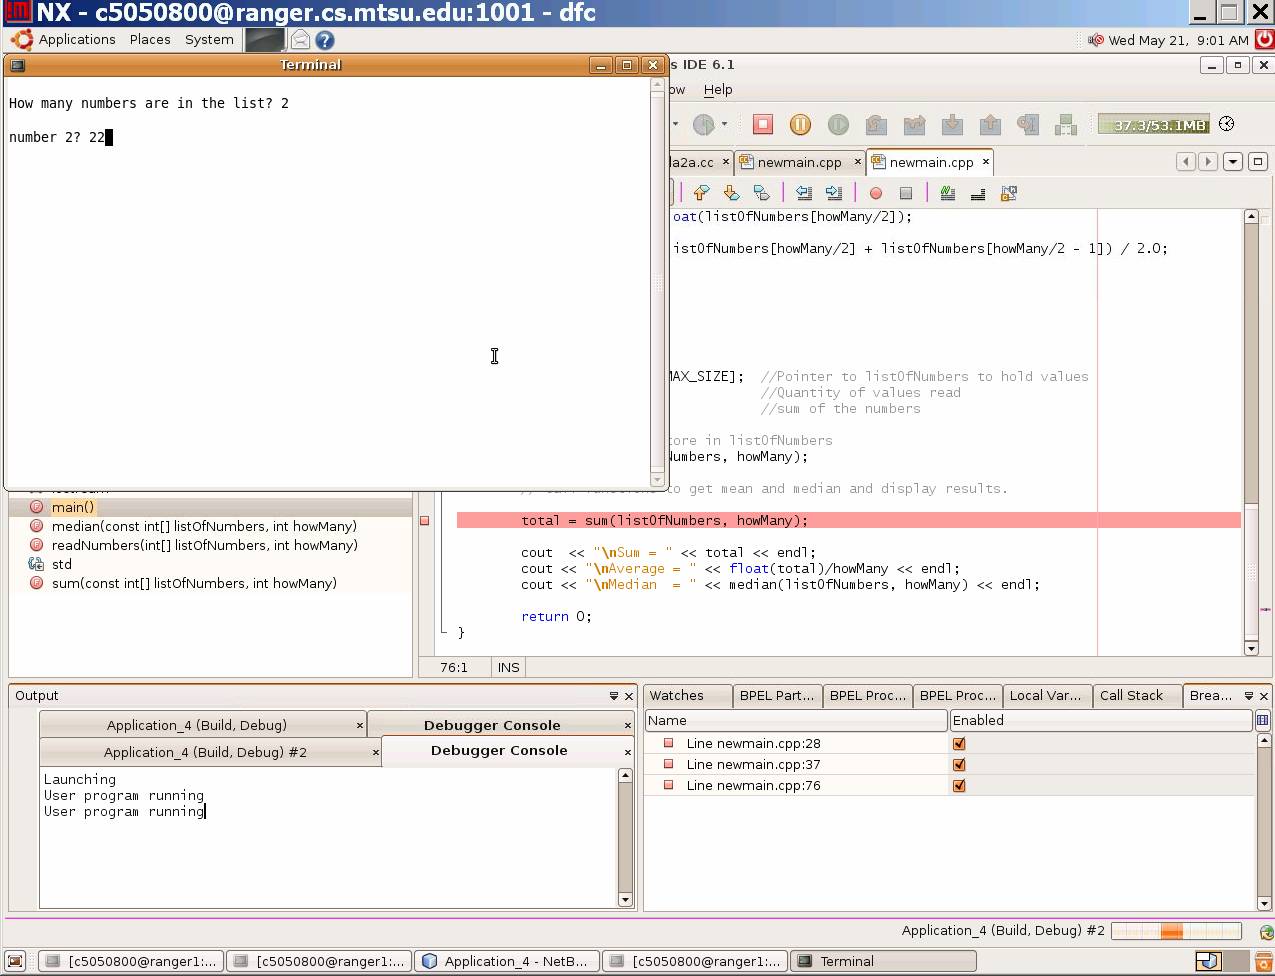 NX - c5050800@ranger.cs.mtsu.edu:1001 - dfc
Applications Places System
Wed May 21, 9:01 AM
Terminal
How many numbers are in the list? 2
number 2? 22
s IDE 6.1
ow Help
37.3/53.1MB
la2a.cc newmain.cpp newmain.cpp
oat(listOfNumbers[howMany/2]);
istOfNumbers[howMany/2] + listOfNumbers[howMany/2 - 1]) / 2.0;
MAX_SIZE]; //Pointer to listOfNumbers to hold values
//Quantity of values read
//sum of the numbers
tore in listOfNumbers
Numbers, howMany);
to get mean and median and display results.
total = sum(listOfNumbers, howMany);
cout << "\nSum = " << total << endl;
cout << "\nAverage = " << float(total)/howMany << endl;
cout << "\nMedian = " << median(listOfNumbers, howMany) << endl;
return 0;
}
main()
median(const int[] listOfNumbers, int howMany)
readNumbers(int[] listOfNumbers, int howMany)
std
sum(const int[] listOfNumbers, int howMany)
76:1 INS
Output
Application_4 (Build, Debug) Debugger Console
Application_4 (Build, Debug) #2 Debugger Console
Launching
User program running
User program running
Watches BPEL Part... BPEL Proc... BPEL Proc... Local Var... Call Stack Brea...
Name Enabled
Line newmain.cpp:28
Line newmain.cpp:37
Line newmain.cpp:76
Application_4 (Build, Debug) #2
[c5050800@ranger1:... [c5050800@ranger1:... Application_4 - NetB... [c5050800@ranger1:... Terminal